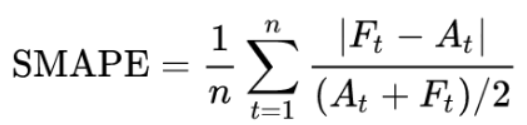 SMAPE = \frac{1}{n} \sum_{t=1}^{n} \frac{|F_t - A_t|}{(A_t + F_t)/2}